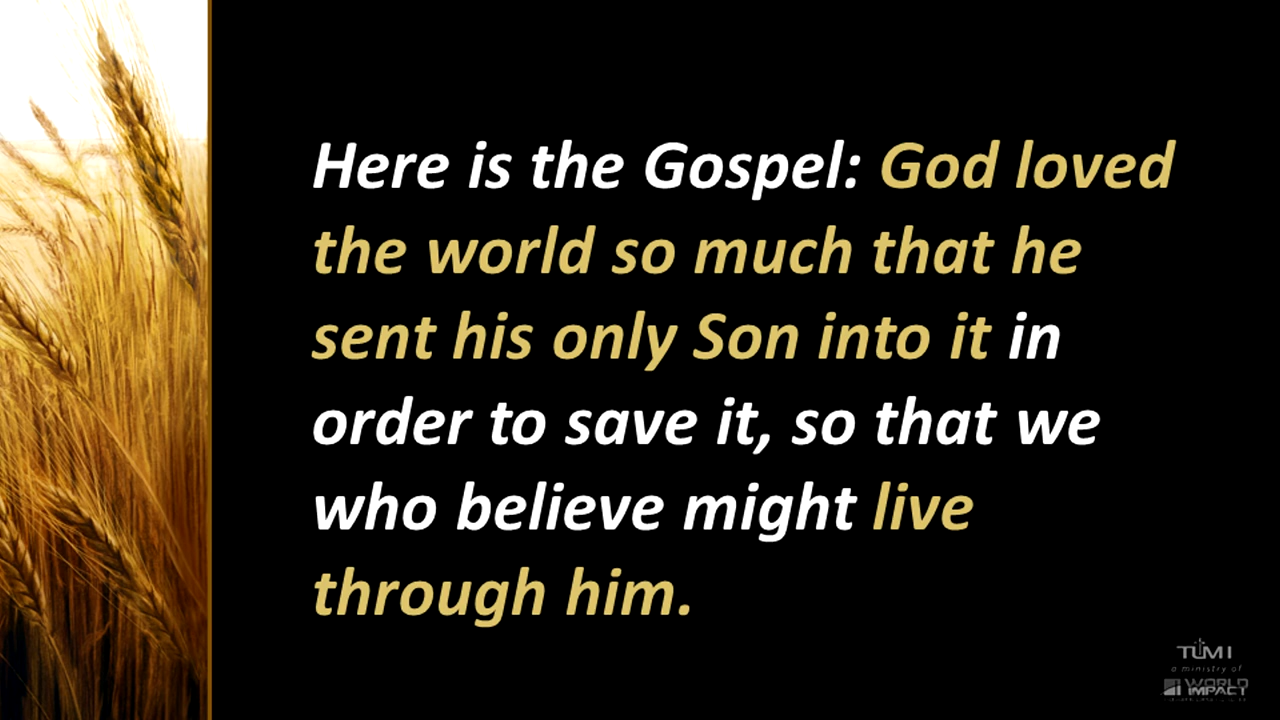 Here is the Gospel: God loved
the world so much that he
sent his only Son into it in
order to save it, so that we
who believe might live
through him.
TUMI
a ministry of
WORLD
IMPACT